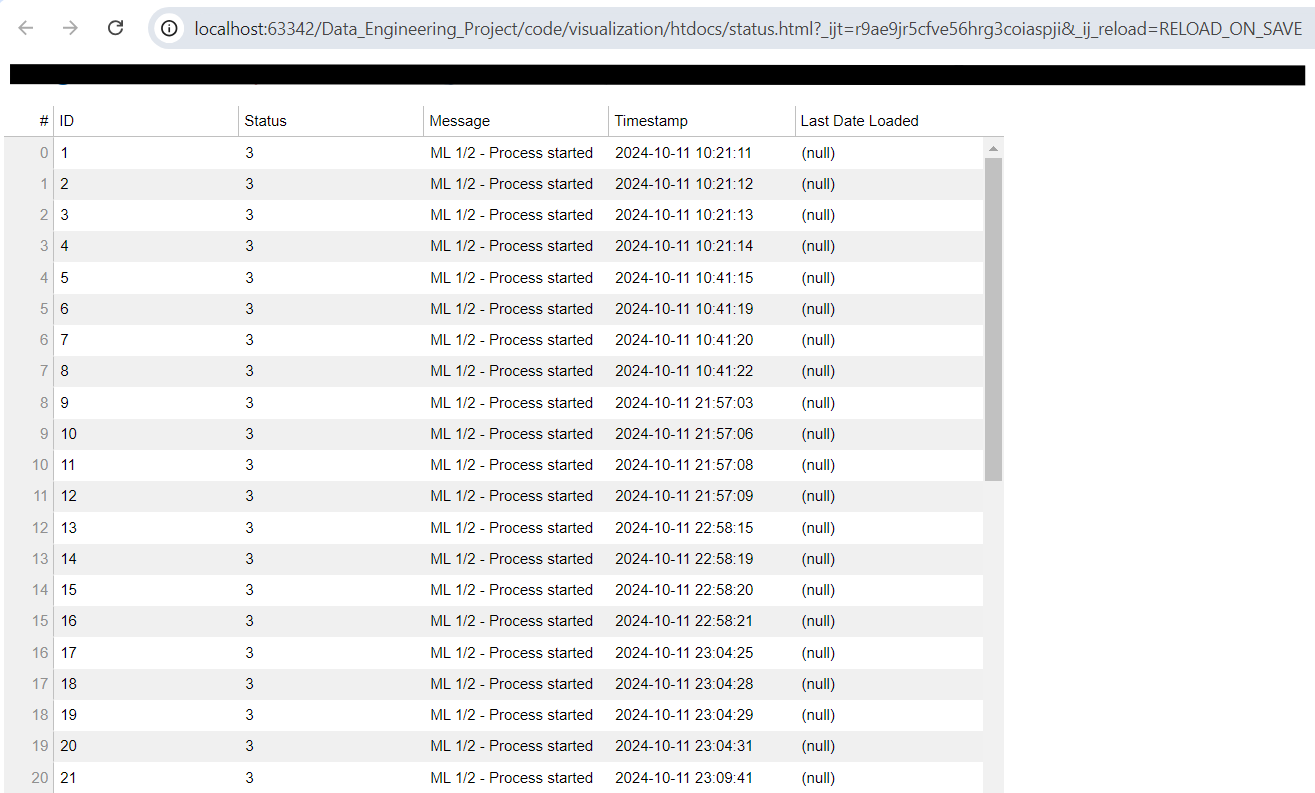 localhost:63342/Data_Engineering_Project/code/visualization/htdocs/status.html?_ijt=r9ae9jr5cfve56hrg3coiaspji&_ij_reload=RELOAD_ON_SAVE
# ID Status Message Timestamp Last Date Loaded
0 1 3 ML 1/2 - Process started 2024-10-11 10:21:11 (null)
1 2 3 ML 1/2 - Process started 2024-10-11 10:21:12 (null)
2 3 3 ML 1/2 - Process started 2024-10-11 10:21:13 (null)
3 4 3 ML 1/2 - Process started 2024-10-11 10:21:14 (null)
4 5 3 ML 1/2 - Process started 2024-10-11 10:41:15 (null)
5 6 3 ML 1/2 - Process started 2024-10-11 10:41:19 (null)
6 7 3 ML 1/2 - Process started 2024-10-11 10:41:20 (null)
7 8 3 ML 1/2 - Process started 2024-10-11 10:41:22 (null)
8 9 3 ML 1/2 - Process started 2024-10-11 21:57:03 (null)
9 10 3 ML 1/2 - Process started 2024-10-11 21:57:06 (null)
10 11 3 ML 1/2 - Process started 2024-10-11 21:57:08 (null)
11 12 3 ML 1/2 - Process started 2024-10-11 21:57:09 (null)
12 13 3 ML 1/2 - Process started 2024-10-11 22:58:15 (null)
13 14 3 ML 1/2 - Process started 2024-10-11 22:58:19 (null)
14 15 3 ML 1/2 - Process started 2024-10-11 22:58:20 (null)
15 16 3 ML 1/2 - Process started 2024-10-11 22:58:21 (null)
16 17 3 ML 1/2 - Process started 2024-10-11 23:04:25 (null)
17 18 3 ML 1/2 - Process started 2024-10-11 23:04:28 (null)
18 19 3 ML 1/2 - Process started 2024-10-11 23:04:29 (null)
19 20 3 ML 1/2 - Process started 2024-10-11 23:04:31 (null)
20 21 3 ML 1/2 - Process started 2024-10-11 23:09:41 (null)